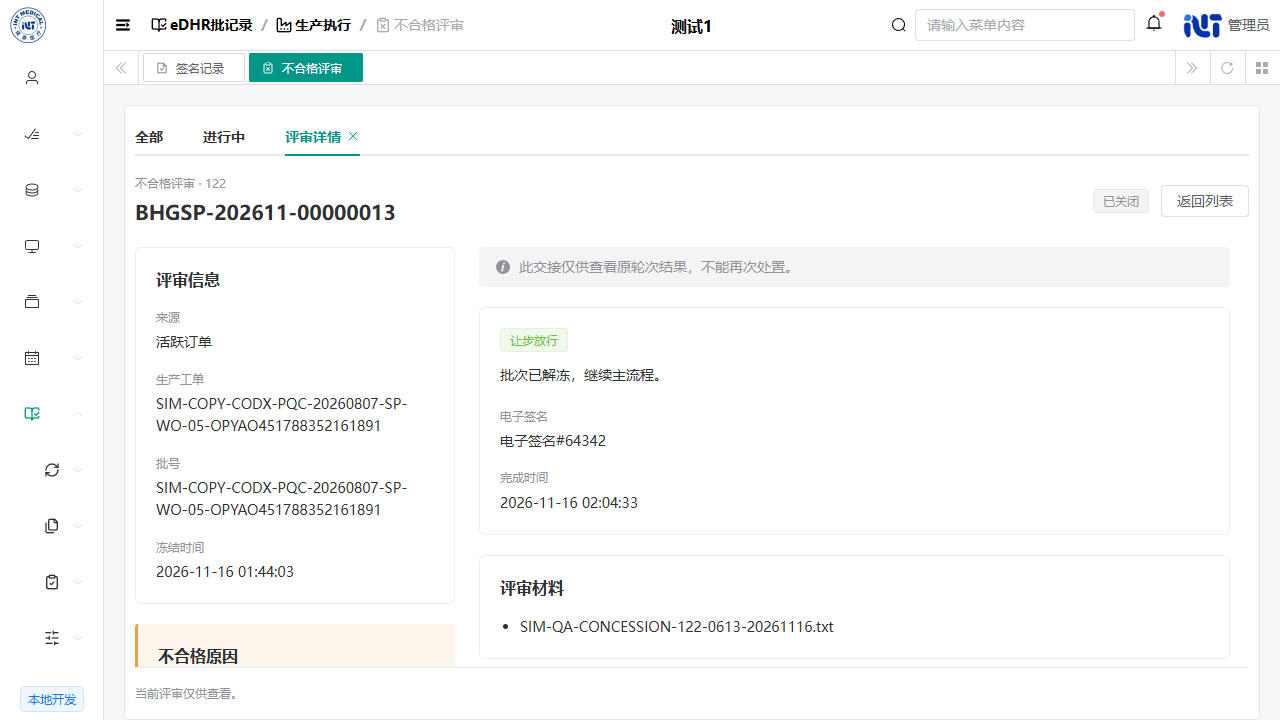 eDHR批记录 / 生产执行 / 不合格评审
测试1
请输入菜单内容
管理员
签名记录
不合格评审
全部
进行中
评审详情
不合格评审 · 122
BHGSP-202611-00000013
已关闭
返回列表
评审信息
来源
活跃订单
生产工单
SIM-COPY-CODX-PQC-20260807-SP-
WO-05-OPYAO451788352161891
批号
SIM-COPY-CODX-PQC-20260807-SP-
WO-05-OPYAO451788352161891
冻结时间
2026-11-16 01:44:03
不合格原因
此交接仅供查看原轮次结果，不能再次处置。
让步放行
批次已解冻，继续主流程。
电子签名
电子签名#64342
完成时间
2026-11-16 02:04:33
评审材料
SIM-QA-CONCESSION-122-0613-20261116.txt
当前评审仅供查看。
本地开发